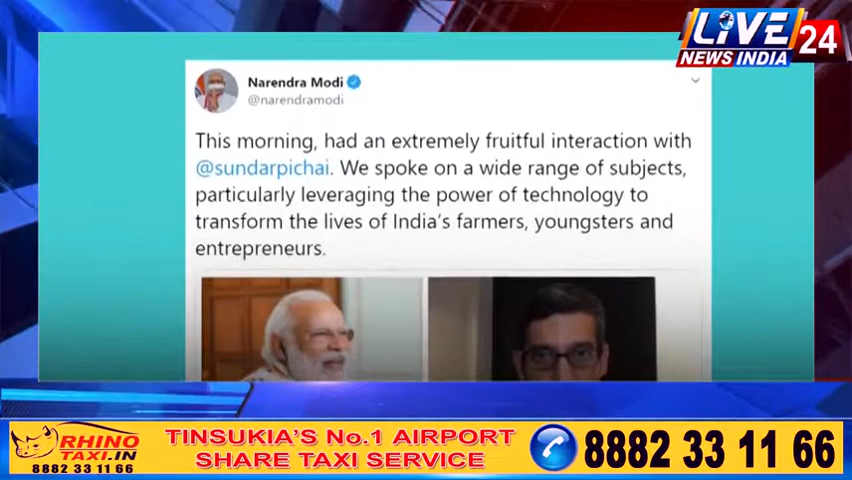 LIVE
NEWS INDIA
24
Narendra Modi
@narendramodi
This morning, had an extremely fruitful interaction with
@sundarpichai. We spoke on a wide range of subjects,
particularly leveraging the power of technology to
transform the lives of India's farmers, youngsters and
entrepreneurs.
RHINO
TAXI.IN
8882 33 11 66
TINSUKIA'S No.1 AIRPORT
SHARE TAXI SERVICE
8882 33 11 66